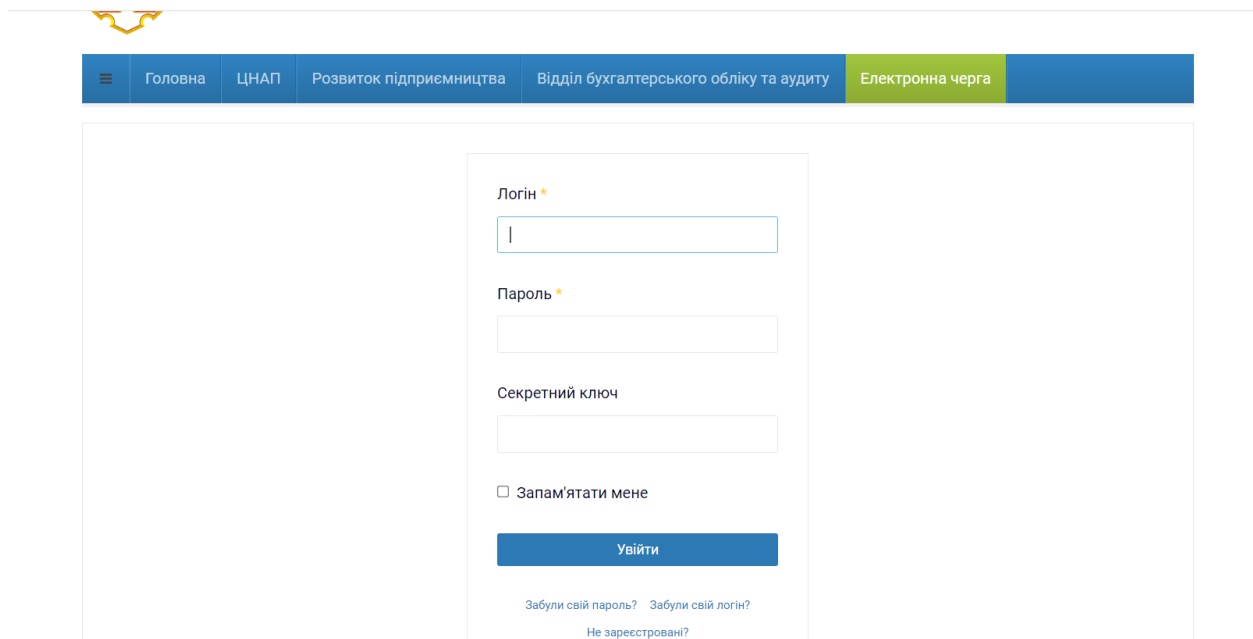 Головна ЦНАП Розвиток підприємництва Відділ бухгалтерського обліку та аудиту Електронна черга
Логін *
Пароль *
Секретний ключ
Запам'ятати мене
Увійти
Забули свій пароль? Забули свій логін?
Не зареєстровані?